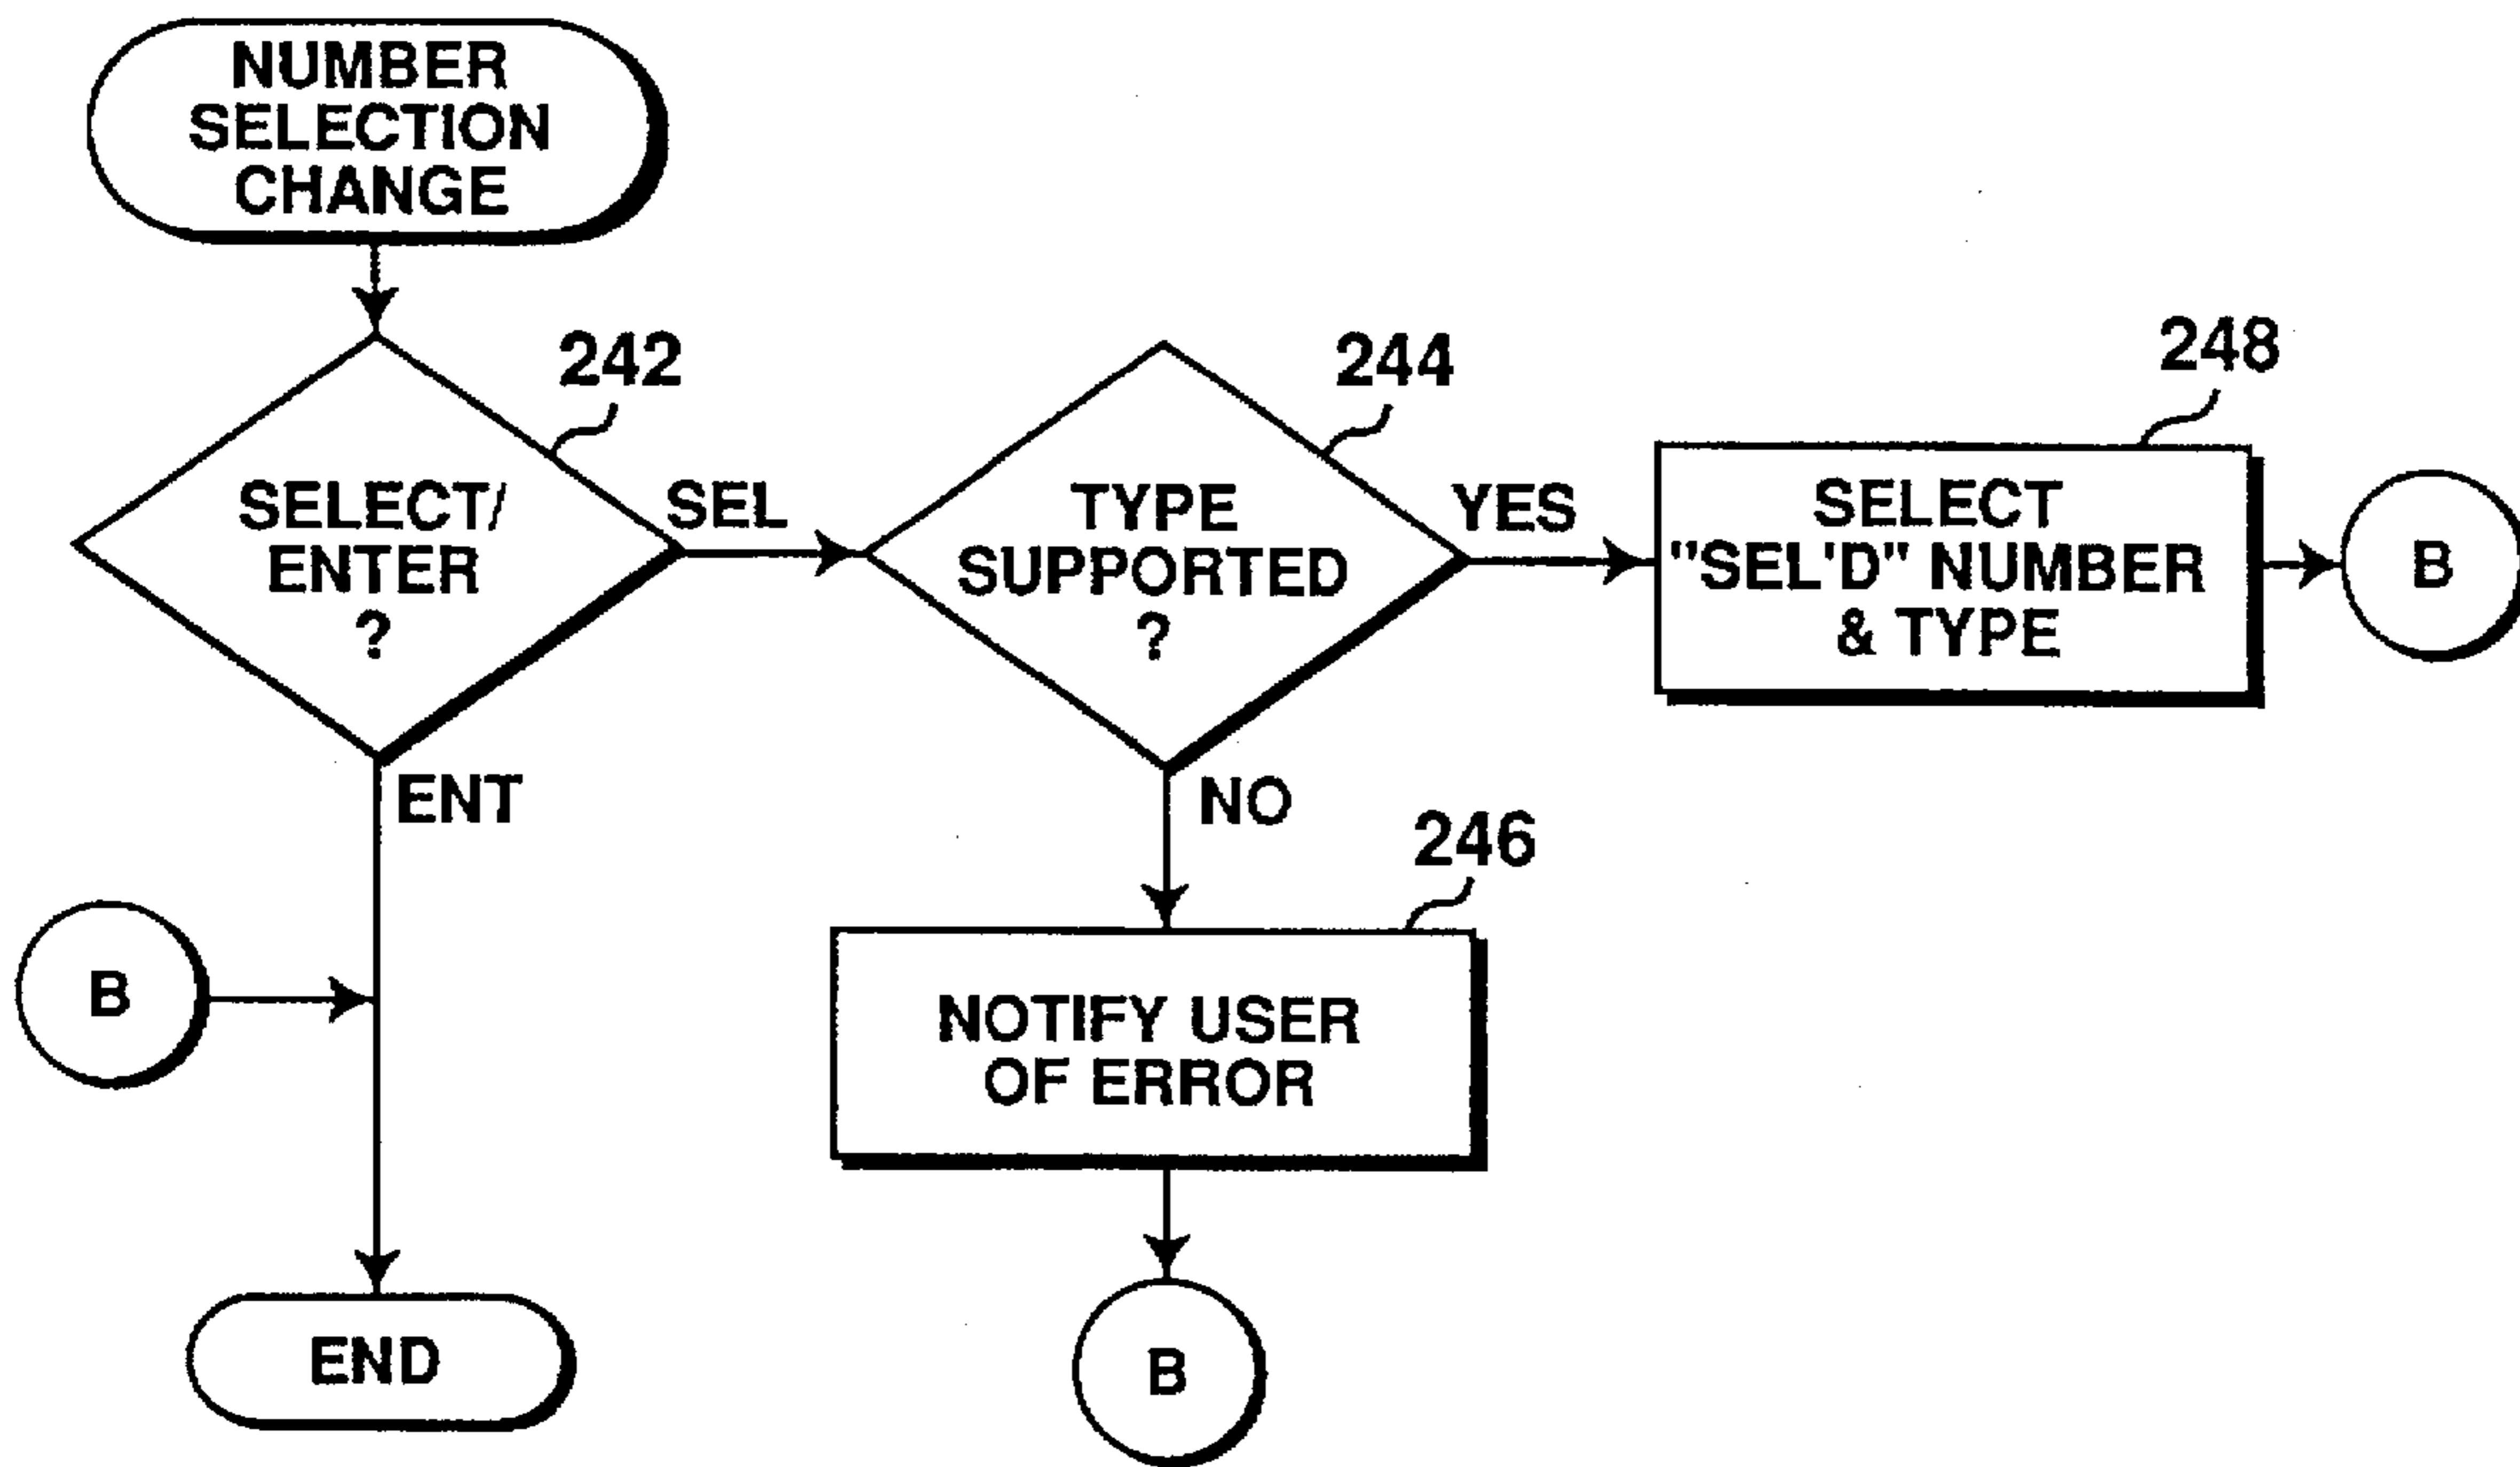 NUMBER
SELECTION
CHANGE
242
SELECT/
ENTER
?
SEL
244
TYPE
SUPPORTED
?
YES
248
SELECT
"SEL'D" NUMBER
& TYPE
B
ENT
NO
246
B
NOTIFY USER
OF ERROR
END
B